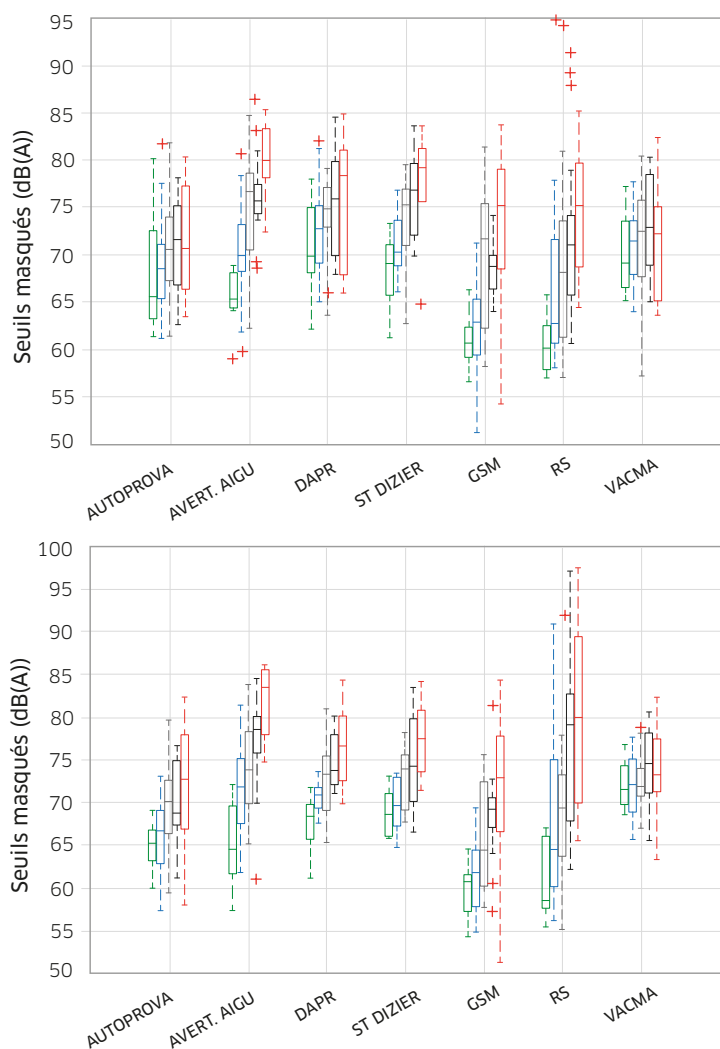 Seuils masqués (dB(A))
95
90
85
80
75
70
65
60
55
50
AUTOPROVA
AVERT. AIGU
DAPR
ST DIZIER
GSM
RS
VACMA
Seuils masqués (dB(A))
100
95
90
85
80
75
70
65
60
55
50
AUTOPROVA
AVERT. AIGU
DAPR
ST DIZIER
GSM
RS
VACMA